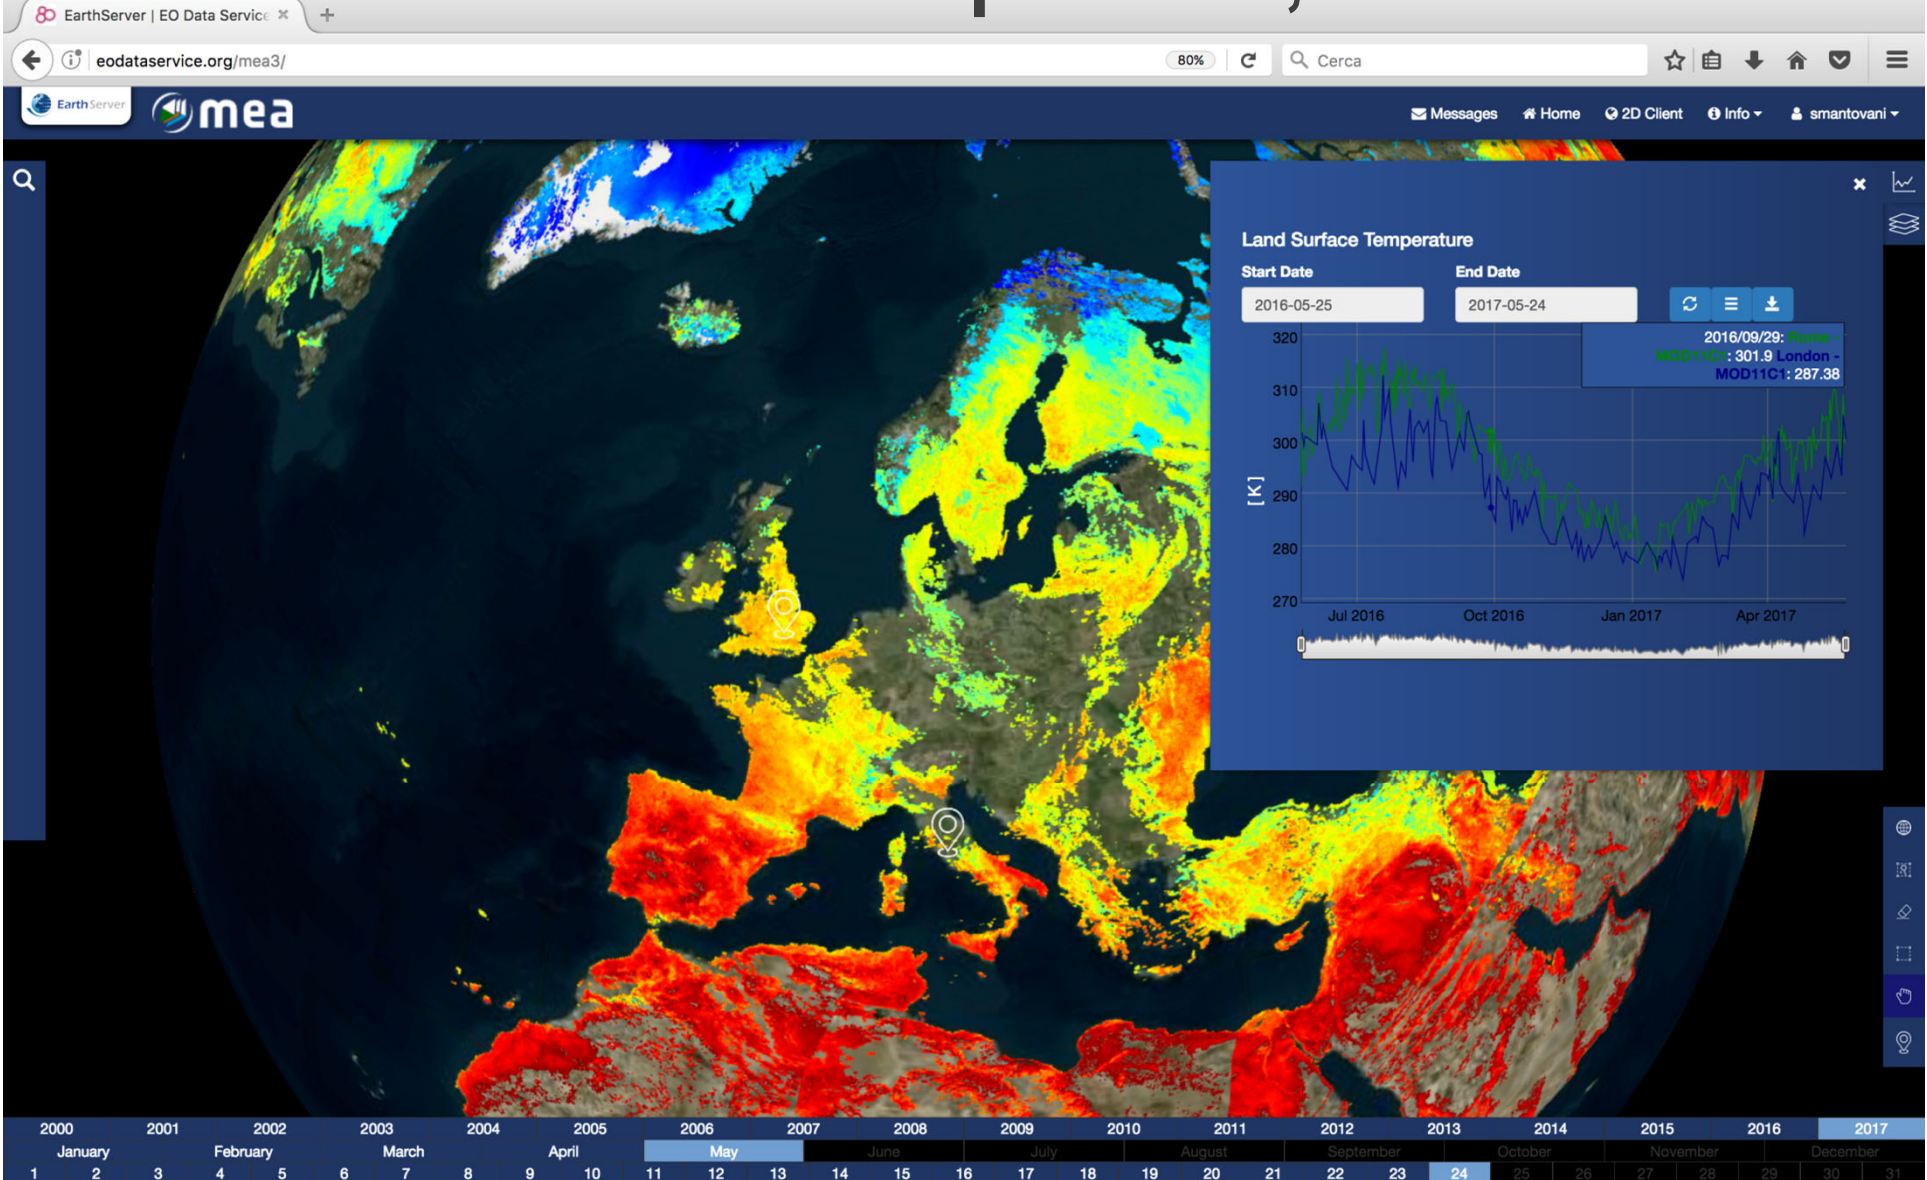 EarthServer | EO Data Service
eodataservice.org/mea3/
80%
Cerca
EarthServer
mea
Messages
Home
2D Client
Info
smantovani
Land Surface Temperature
Start Date
End Date
2016-05-25
2017-05-24
2016/09/29: Rome -
MOD11C1: 301.9 London -
MOD11C1: 287.38
320
310
300
290
280
270
[K]
Jul 2016
Oct 2016
Jan 2017
Apr 2017
2000 2001 2002 2003 2004 2005 2006 2007 2008 2009 2010 2011 2012 2013 2014 2015 2016 2017
January February March April May June July August September October November December
1 2 3 4 5 6 7 8 9 10 11 12 13 14 15 16 17 18 19 20 21 22 23 24 25 26 27 28 29 30 31